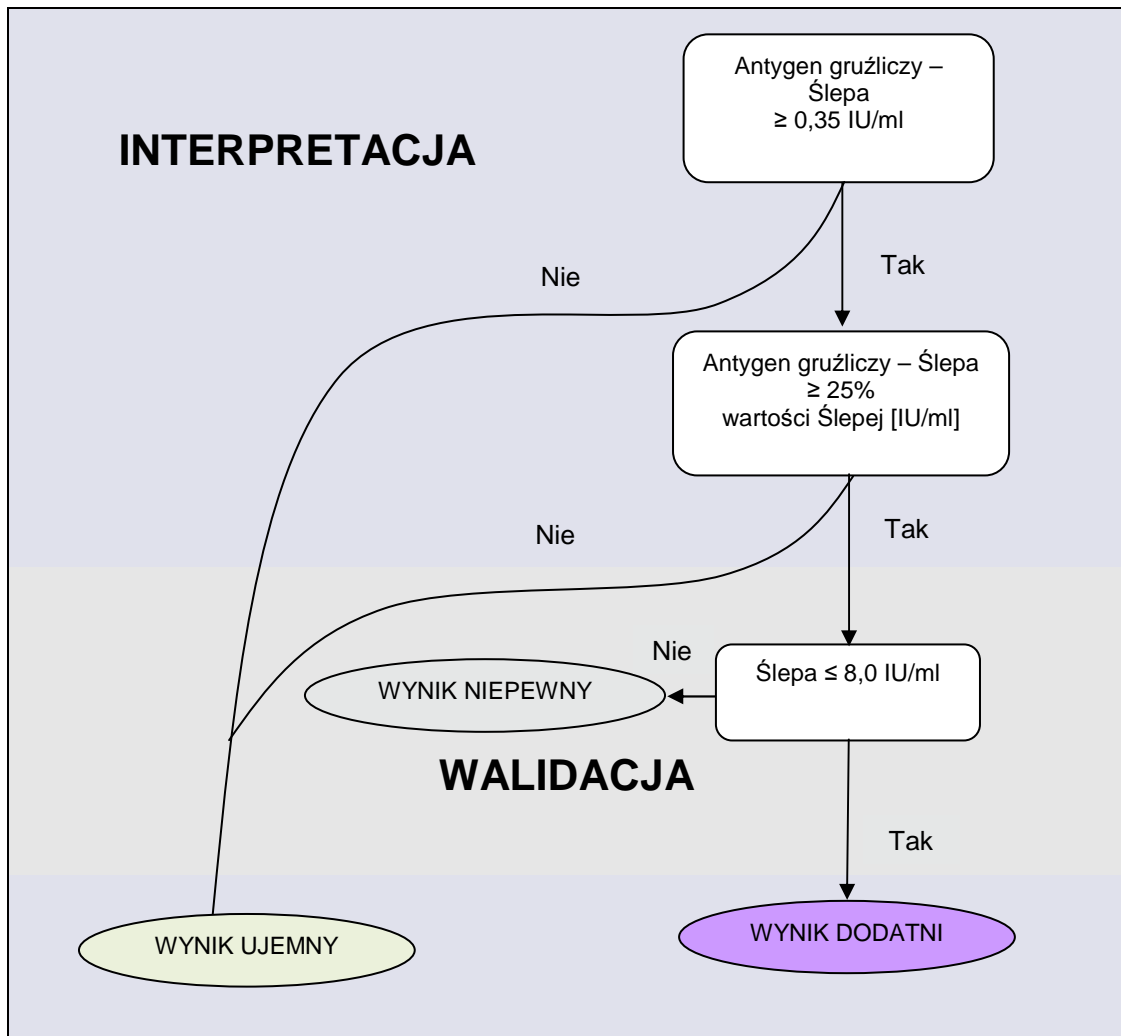 Antygen gruźliczy –
Ślepa
≥ 0,35 IU/ml
INTERPRETACJA
Nie
Tak
Antygen gruźliczy – Ślepa
≥ 25%
wartości Ślepej [IU/ml]
Nie
Tak
Nie
Ślepa ≤ 8,0 IU/ml
WYNIK NIEPEWNY
WALIDACJA
Tak
WYNIK UJEMNY
WYNIK DODATNI